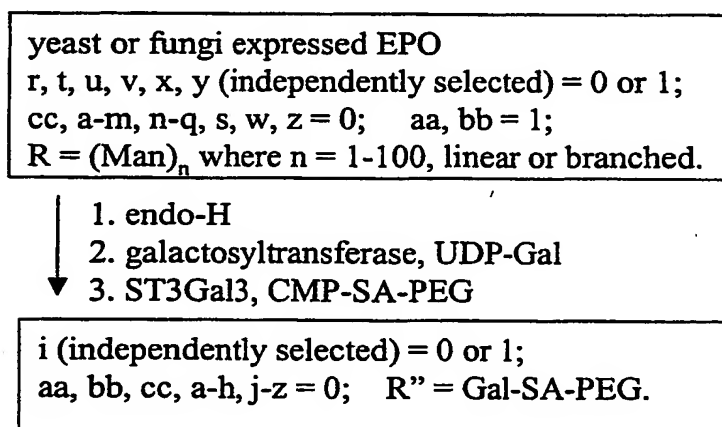 yeast or fungi expressed EPO
r, t, u, v, x, y (independently selected) = 0 or 1;
cc, a-m, n-q, s, w, z = 0; aa, bb = 1;
R = (Man)n where n = 1-100, linear or branched.
1. endo-H
2. galactosyltransferase, UDP-Gal
3. ST3Gal3, CMP-SA-PEG
i (independently selected) = 0 or 1;
aa, bb, cc, a-h, j-z = 0; R” = Gal-SA-PEG.